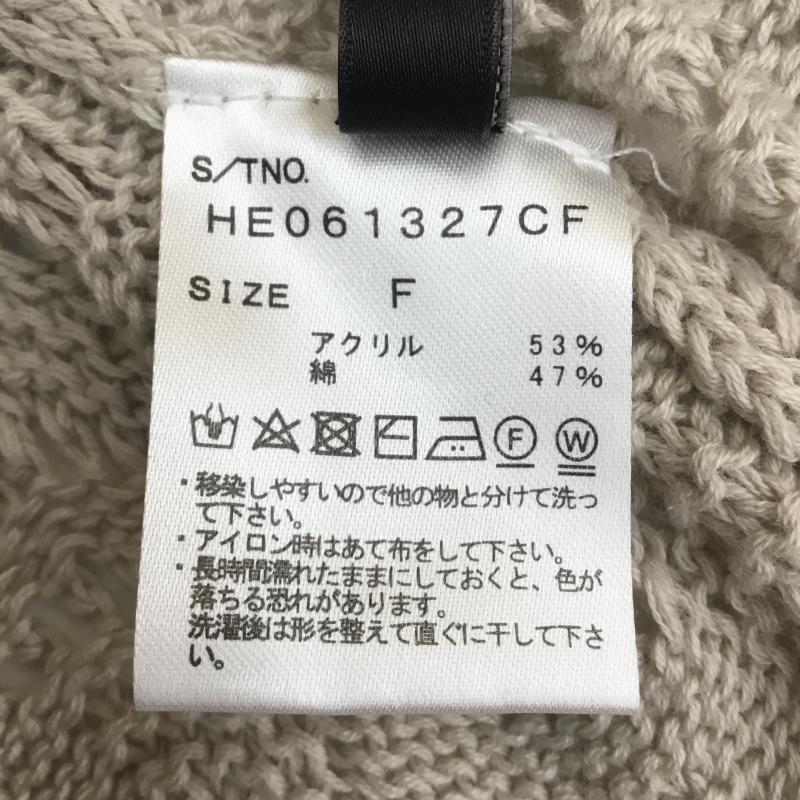 S/TNO.
HE061327CF
SIZE F
アクリル 53%
綿 47%
F W
・移染しやすいので他の物と分けて洗っ
て下さい。
・アイロン時はあて布をして下さい。
・長時間濡れたままにしておくと、色が
落ちる恐れがあります。
洗濯後は形を整えて直ぐに干して下さ
い。